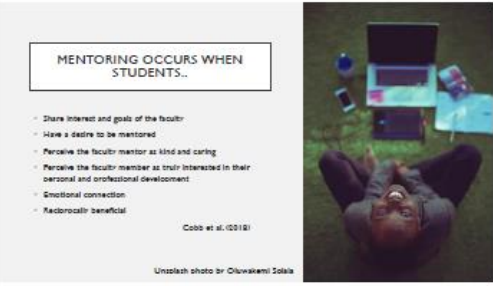 MENTORING OCCURS WHEN
STUDENTS..
Share interest and goals of the faculty
Have a desire to be mentored
Perceive the faculty mentor as kind and caring
Perceive the faculty member as truly interested in their
personal and professional development
Emotional connection
Reciprocally beneficial
Cobb et al. (2018)
Unsplash photo by Oluwakemi Solaja